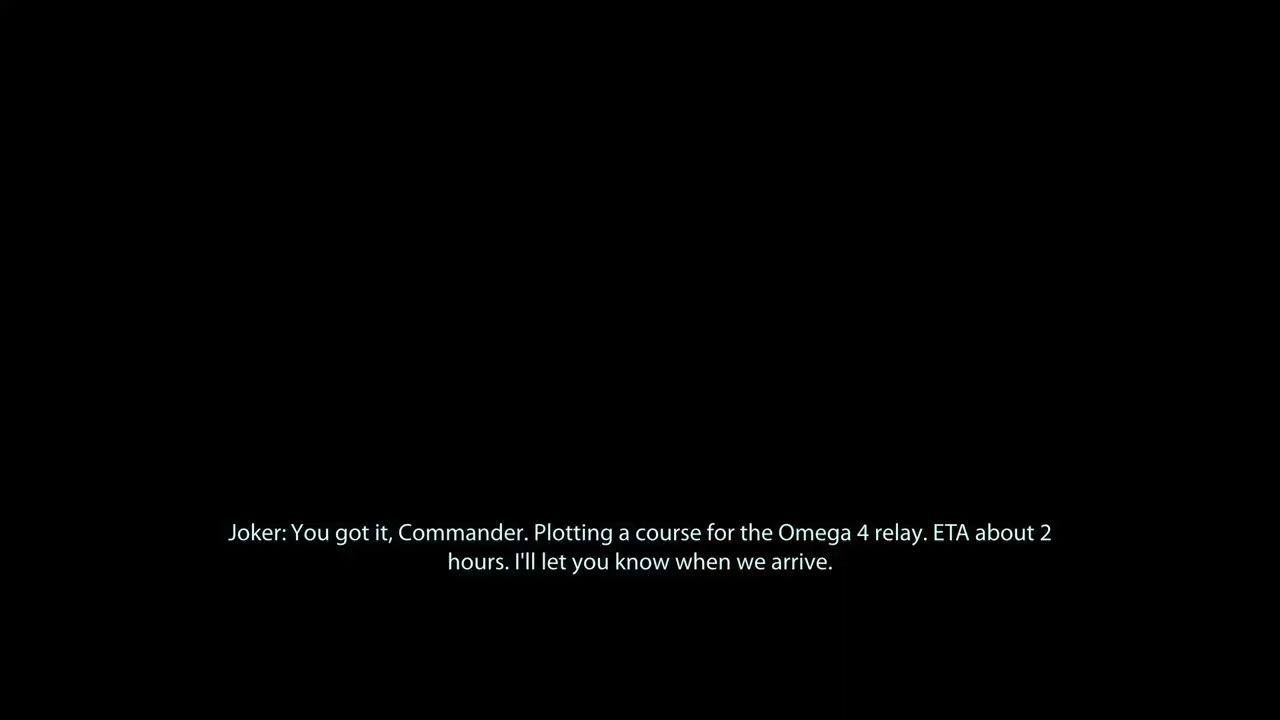 Joker: You got it, Commander. Plotting a course for the Omega 4 relay. ETA about 2
hours. I'll let you know when we arrive.